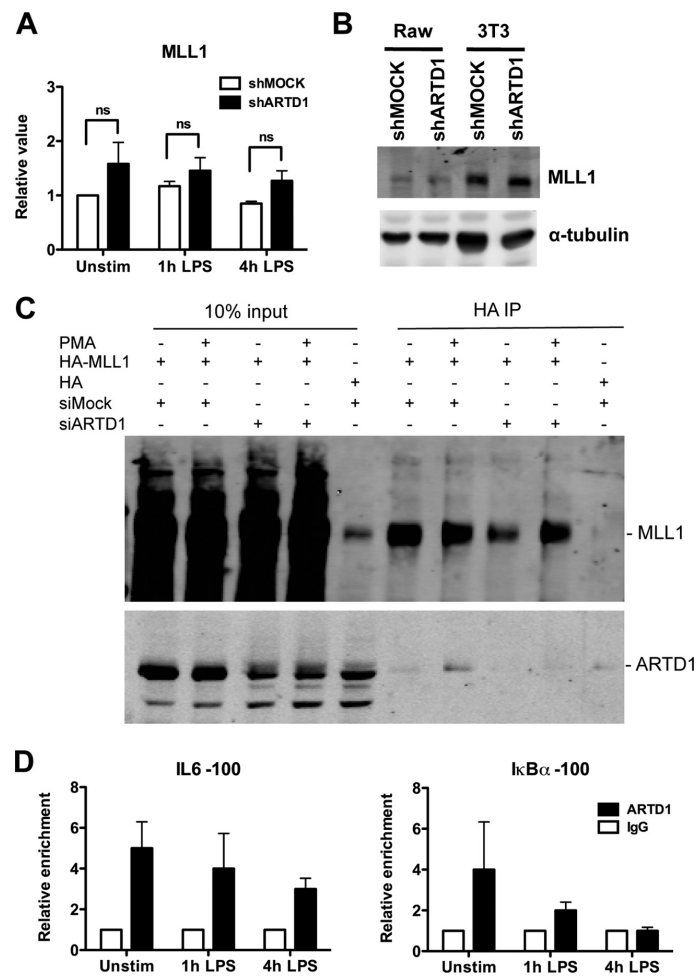 A
MLL1
shMOCK
shARTD1
ns ns ns
Relative value
3
2
1
0
Unstim 1h LPS 4h LPS
B
Raw 3T3
shMOCK shARTD1 shMOCK shARTD1
MLL1
α-tubulin
C
10% input HA IP
PMA - + - + - - + - + -
HA-MLL1 + + + + - + + + + -
HA - - - - + - - - - +
siMock + + - - + + + - - +
siARTD1 - - + + - - - + + -
- MLL1
- ARTD1
D
IL6 -100
Relative enrichment
8
6
4
2
0
Unstim 1h LPS 4h LPS
IκBα -100
ARTD1
IgG
Relative enrichment
8
6
4
2
0
Unstim 1h LPS 4h LPS